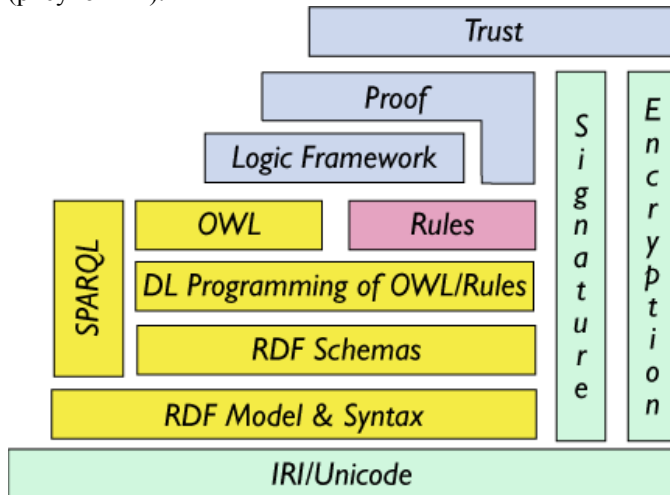 Trust
Proof
Logic Framework
OWL
Rules
SPARQL
DL Programming of OWL/Rules
RDF Schemas
RDF Model & Syntax
Signature
Encryption
IRI/Unicode